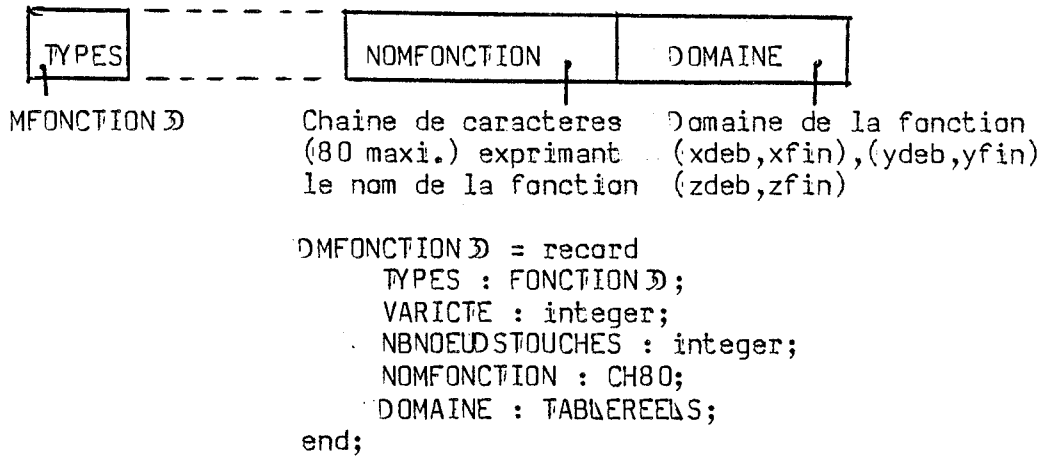 TYPES NOMFONCTION DOMAINE
MFONCTION3D Chaine de caracteres Domaine de la fonction
(80 maxi.) exprimant (xdeb,xfin),(ydeb,yfin)
le nom de la fonction (zdeb,zfin)
DMFONCTION3D = record
TYPES : FONCTION3D;
VARICTE : integer;
NBNOEUDSTOUCHES : integer;
NOMFONCTION : CH80;
DOMAINE : TABLEREELS;
end;